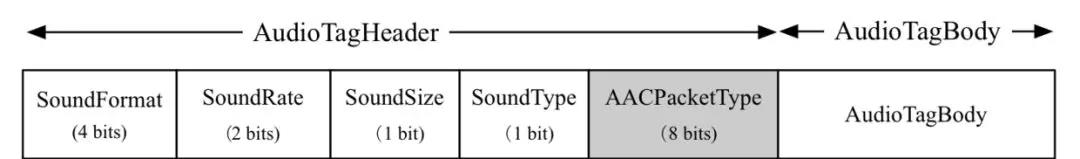 AudioTagHeader
AudioTagBody
SoundFormat
(4 bits)
SoundRate
(2 bits)
SoundSize
(1 bit)
SoundType
(1 bit)
AACPacketType
(8 bits)
AudioTagBody